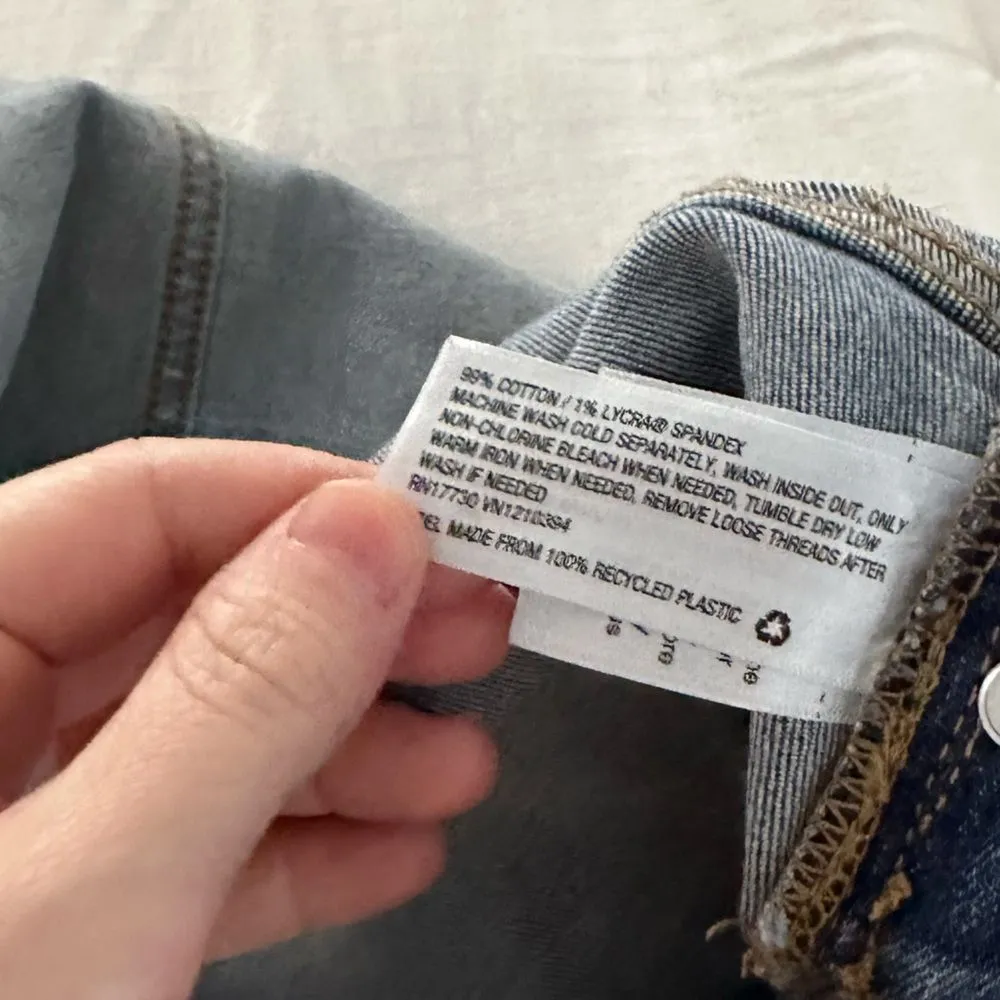 99% COTTON / 1% LYCRA® SPANDEX
MACHINE WASH COLD SEPARATELY, WASH INSIDE OUT, ONLY
NON-CHLORINE BLEACH WHEN NEEDED, TUMBLE DRY LOW
WARM IRON WHEN NEEDED, REMOVE LOOSE THREADS AFTER
WASH IF NEEDED
RN17730 VN1210394
MADE FROM 100% RECYCLED PLASTIC